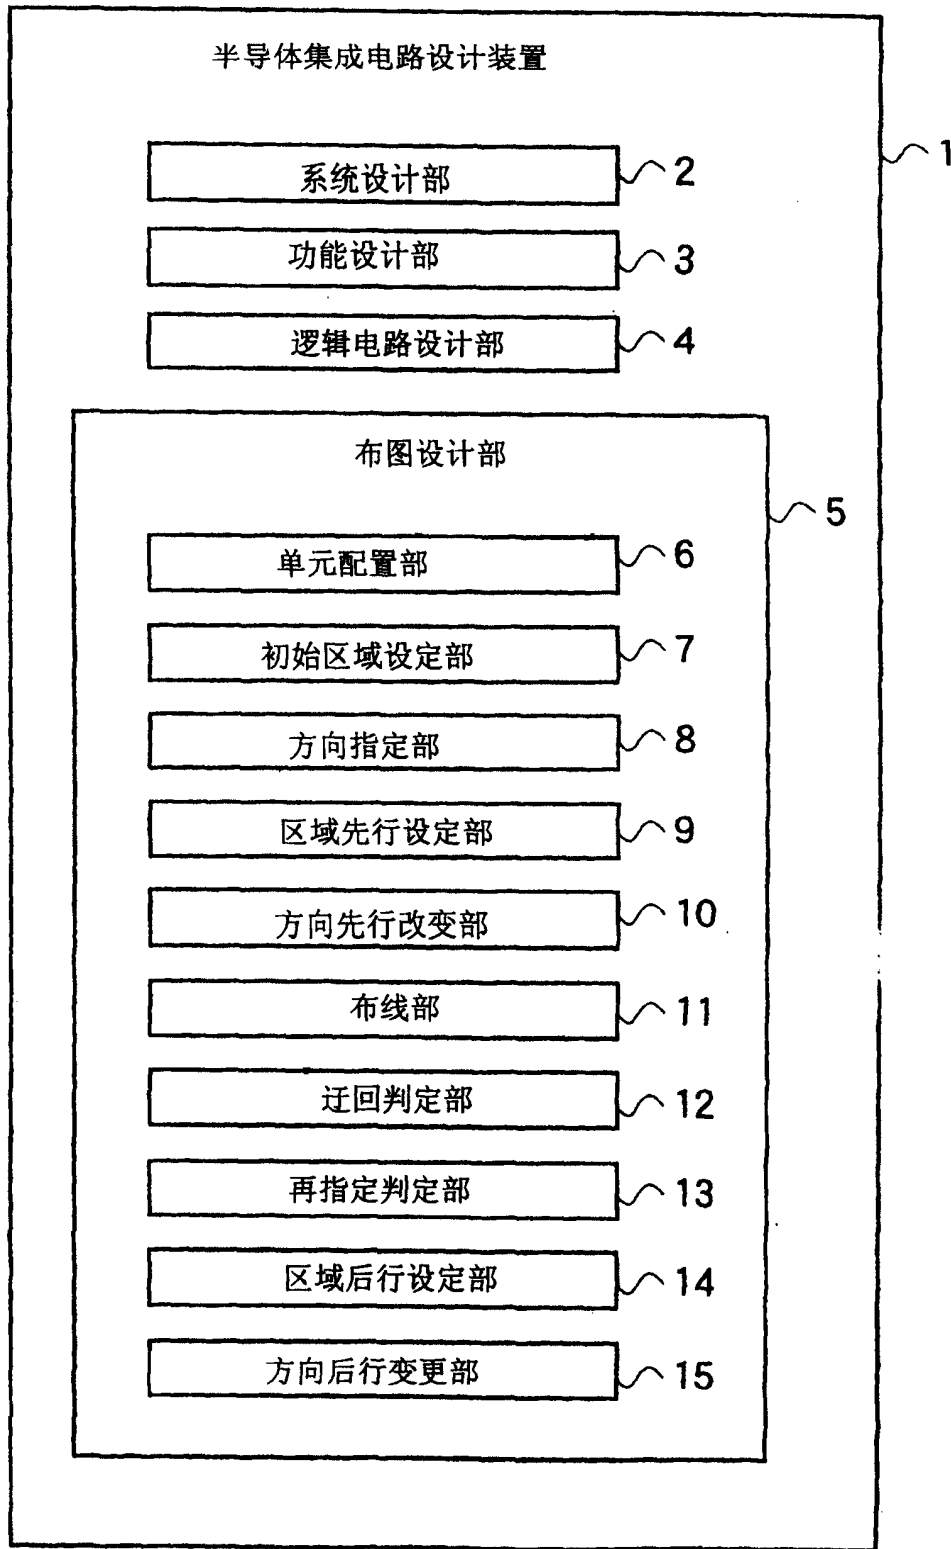 半导体集成电路设计装置
1
系统设计部 2
功能设计部 3
逻辑电路设计部 4
布图设计部
5
单元配置部 6
初始区域设定部 7
方向指定部 8
区域先行设定部 9
方向先行改变部 10
布线部 11
迂回判定部 12
再指定判定部 13
区域后行设定部 14
方向后行变更部 15